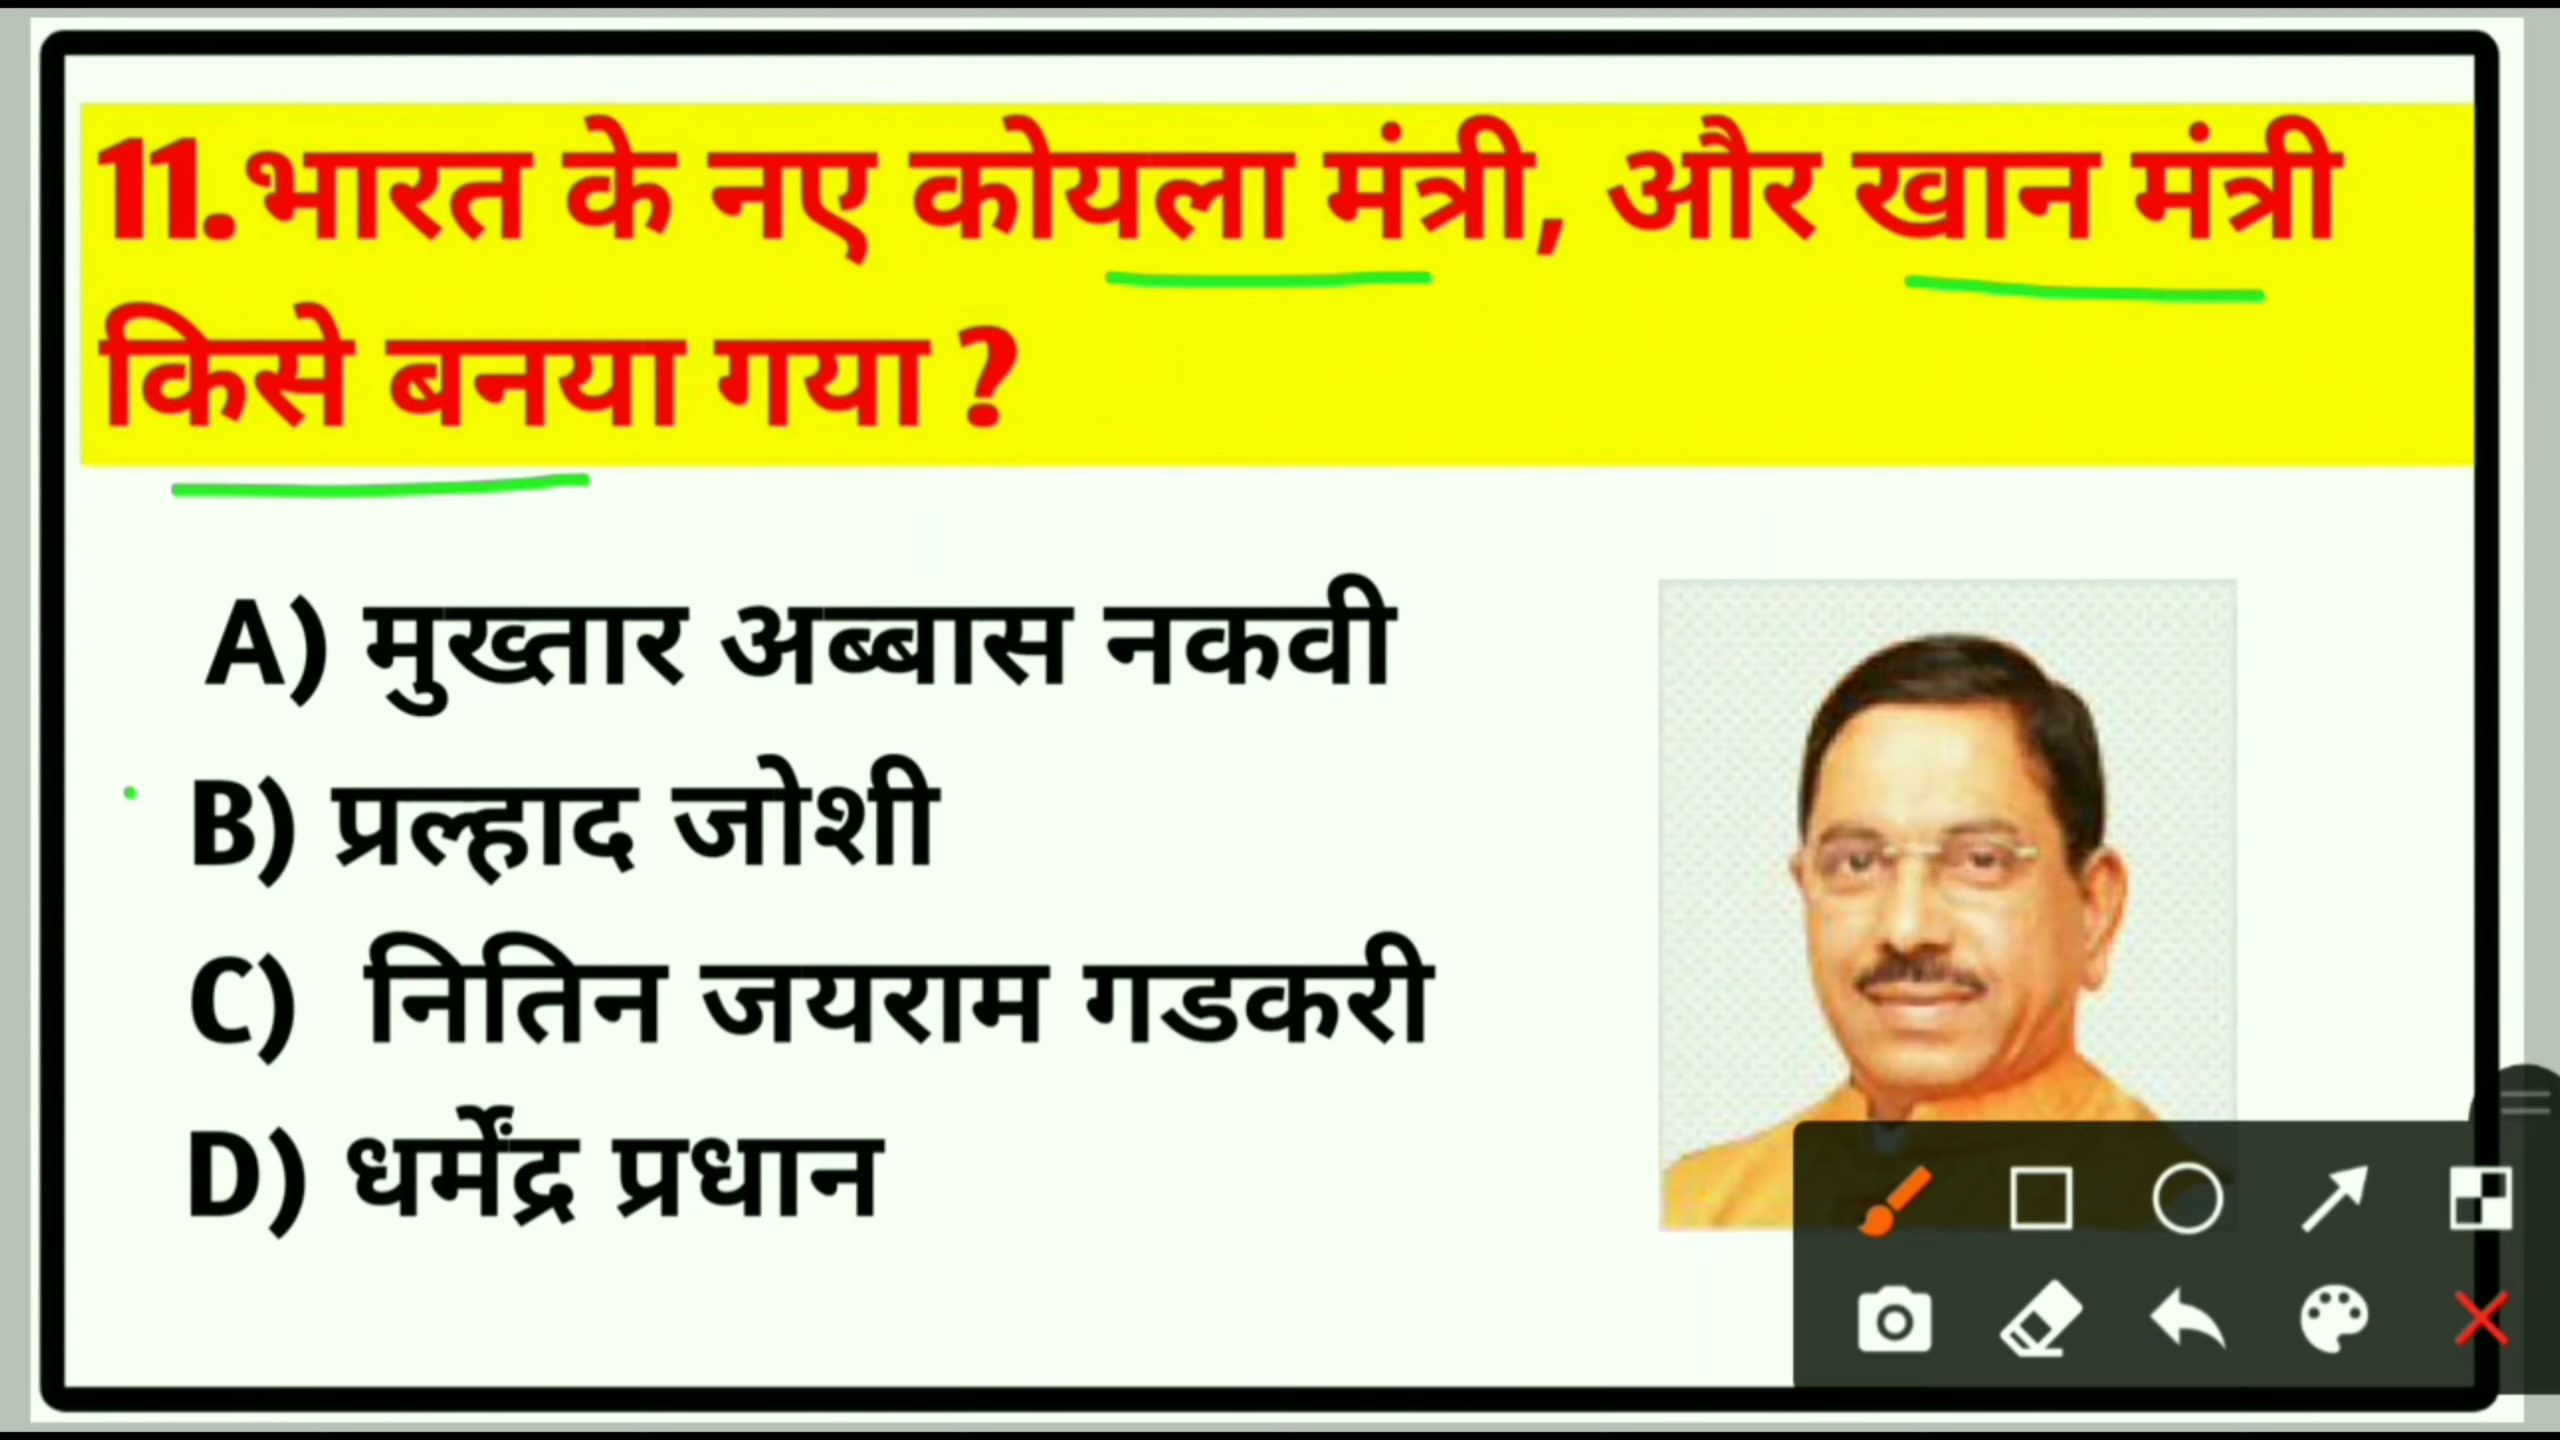 11.भारत के नए कोयला मंत्री, और खान मंत्री
किसे बनया गया ?
A) मुख्तार अब्बास नकवी
B) प्रल्हाद जोशी
C) नितिन जयराम गडकरी
D) धर्मेंद्र प्रधान